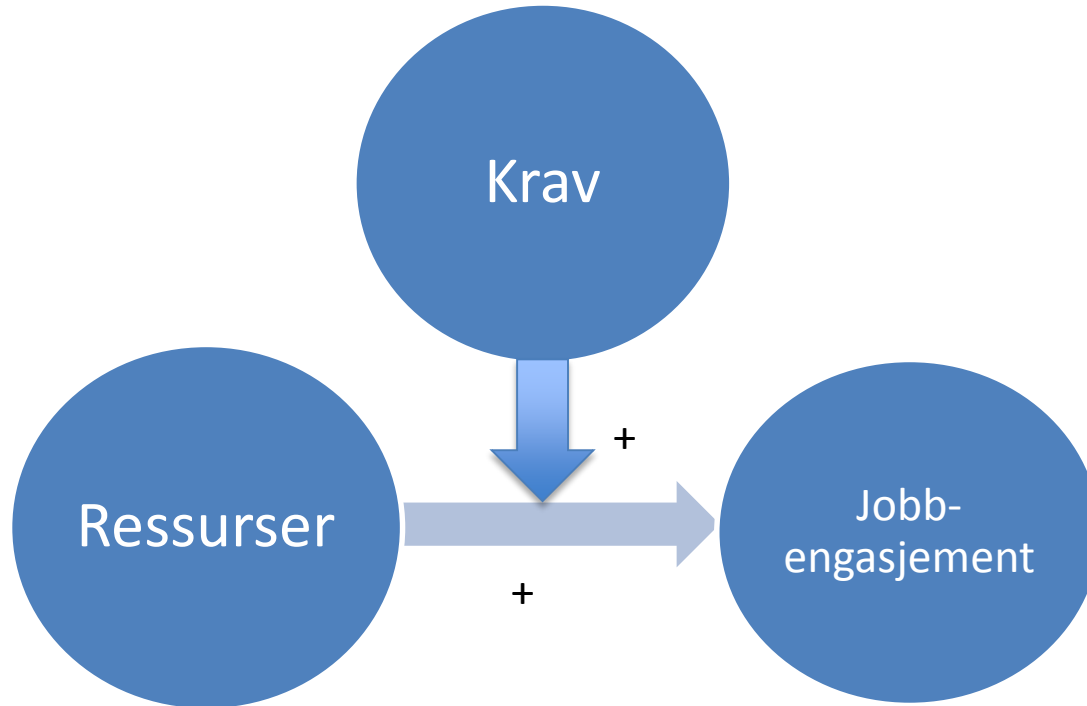 Krav
+
Ressurser
Jobb-
engasjement
+